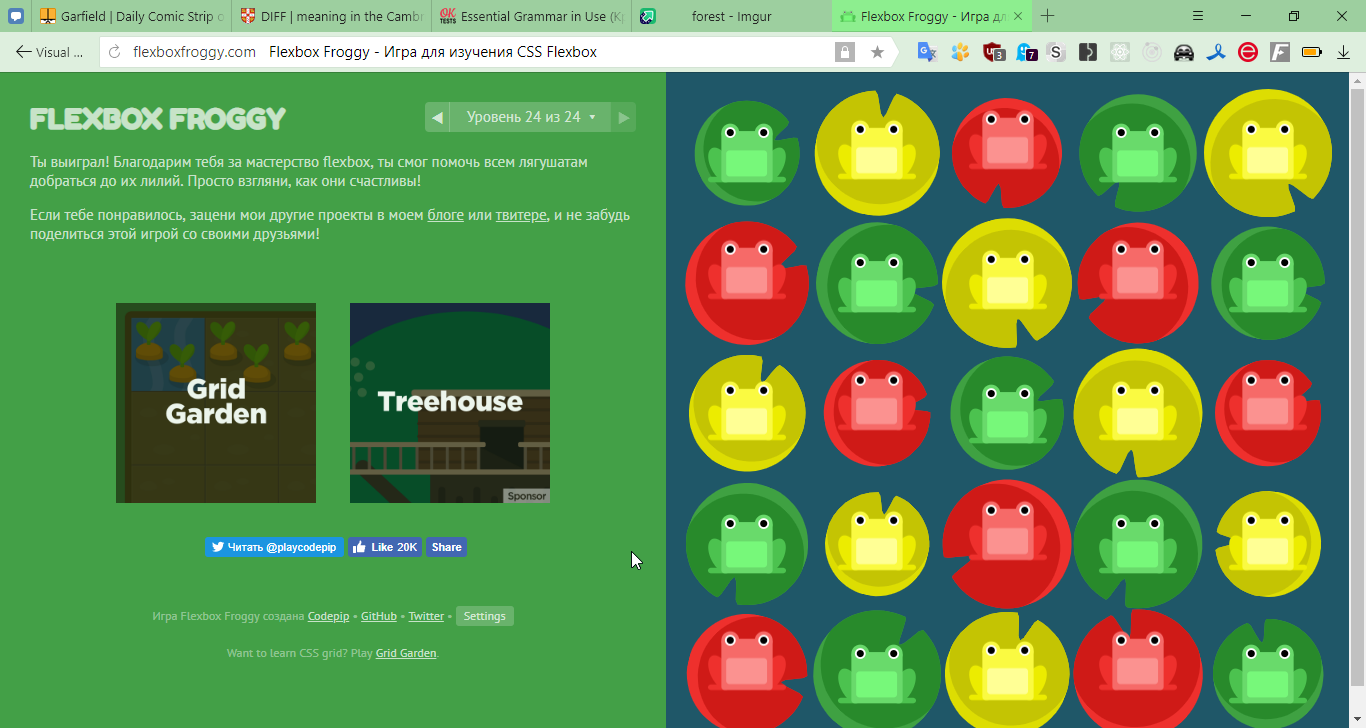 Garfield | Daily Comic Strip o
DIFF | meaning in the Cambr
OK TESTS
Essential Grammar in Use (Кр
forest - Imgur
Flexbox Froggy - Игра дл
Visual ...
flexboxfroggy.com Flexbox Froggy - Игра для изучения CSS Flexbox
3
7
S
e
F
FLEXBOX FROGGY
Уровень 24 из 24
Ты выиграл! Благодарим тебя за мастерство flexbox, ты смог помочь всем лягушатам
добраться до их лилий. Просто взгляни, как они счастливы!
Если тебе понравилось, зацени мои другие проекты в моем блоге или твитере, и не забудь
поделиться этой игрой со своими друзьями!
Grid
Garden
Treehouse
Sponsor
Читать @playcodepip
Like 20K
Share
Игра Flexbox Froggy создана Codepip • GitHub • Twitter • Settings
Want to learn CSS grid? Play Grid Garden.